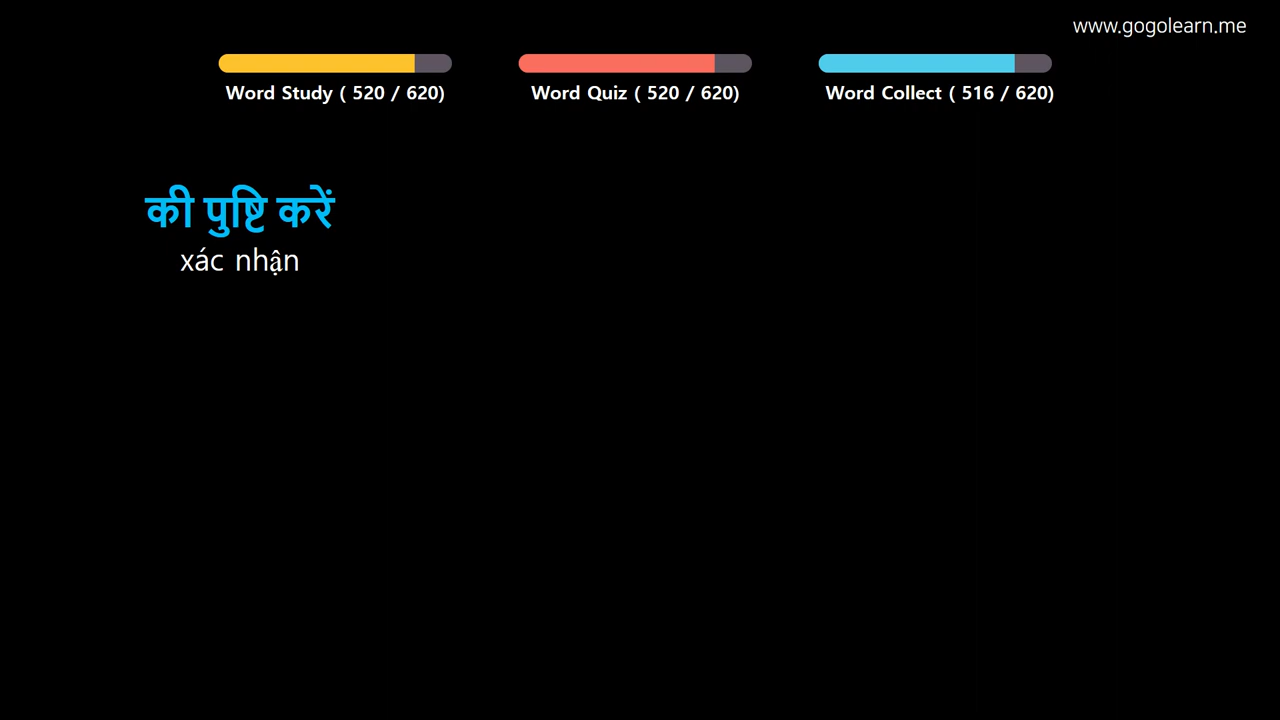 www.gogolearn.me
Word Study ( 520 / 620)
Word Quiz ( 520 / 620)
Word Collect ( 516 / 620)
की पुष्टि करें
xác nhận